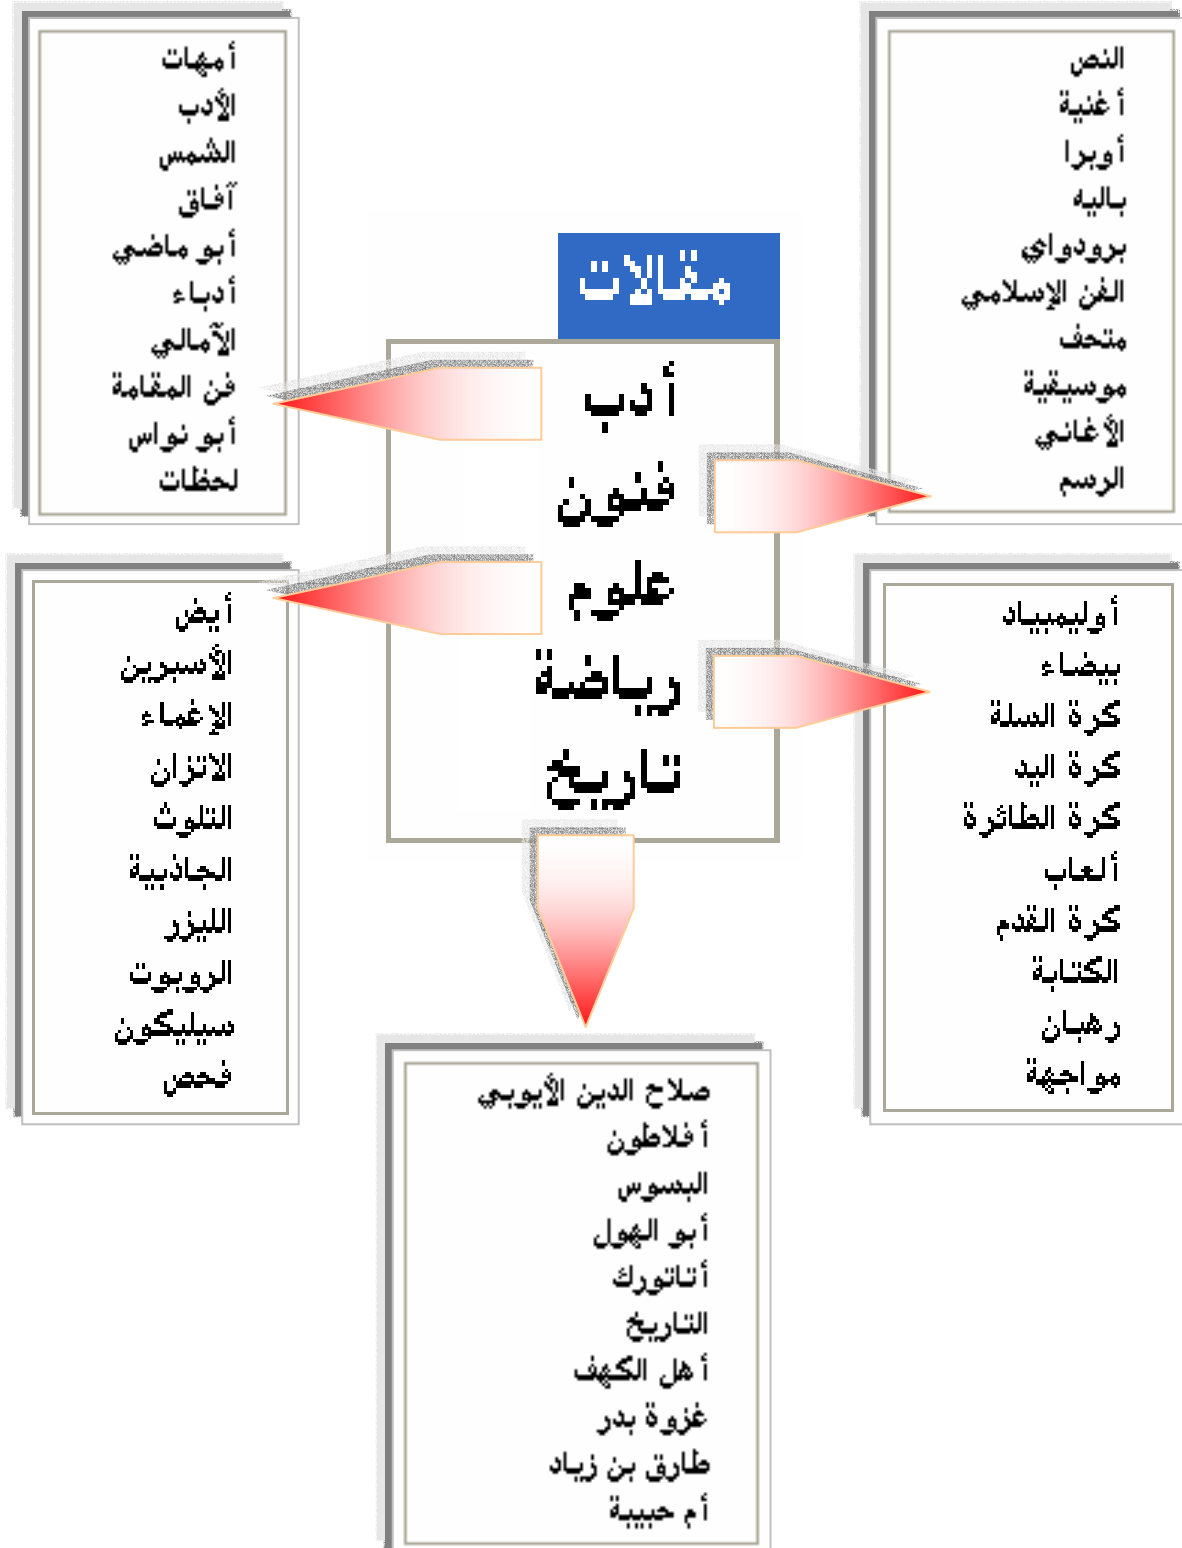 النص
أغنية
أوبرا
باليه
برودواي
الفن الإسلامي
متحف
موسيقية
الأغاني
الرسم
أمهات
الأدب
الشمس
آفاق
أبو ماضي
أدباء
الآمالي
فن المقامة
أبو نواس
لحظات
مقالات
أدب
فنون
علوم
رياضة
تاريخ
أوليمبياد
بيضاء
كرة السلة
كرة اليد
كرة الطائرة
ألعاب
كرة القدم
الكتابة
رهبان
مواجهة
أيض
الأسبرين
الإغماء
الاتزان
التلوث
الجاذبية
الليزر
الروبوت
سيليكون
فحص
صلاح الدين الأيوبي
أفلاطون
البسوس
أبو الهول
أتاتورك
التاريخ
أهل الكهف
غزوة بدر
طارق بن زياد
أم حبيبة